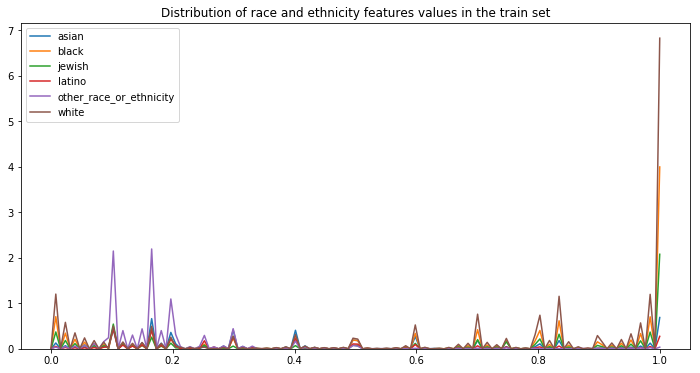 Distribution of race and ethnicity features values in the train set
asian
black
jewish
latino
other_race_or_ethnicity
white
7
6
5
4
3
2
1
0
0.0 0.2 0.4 0.6 0.8 1.0